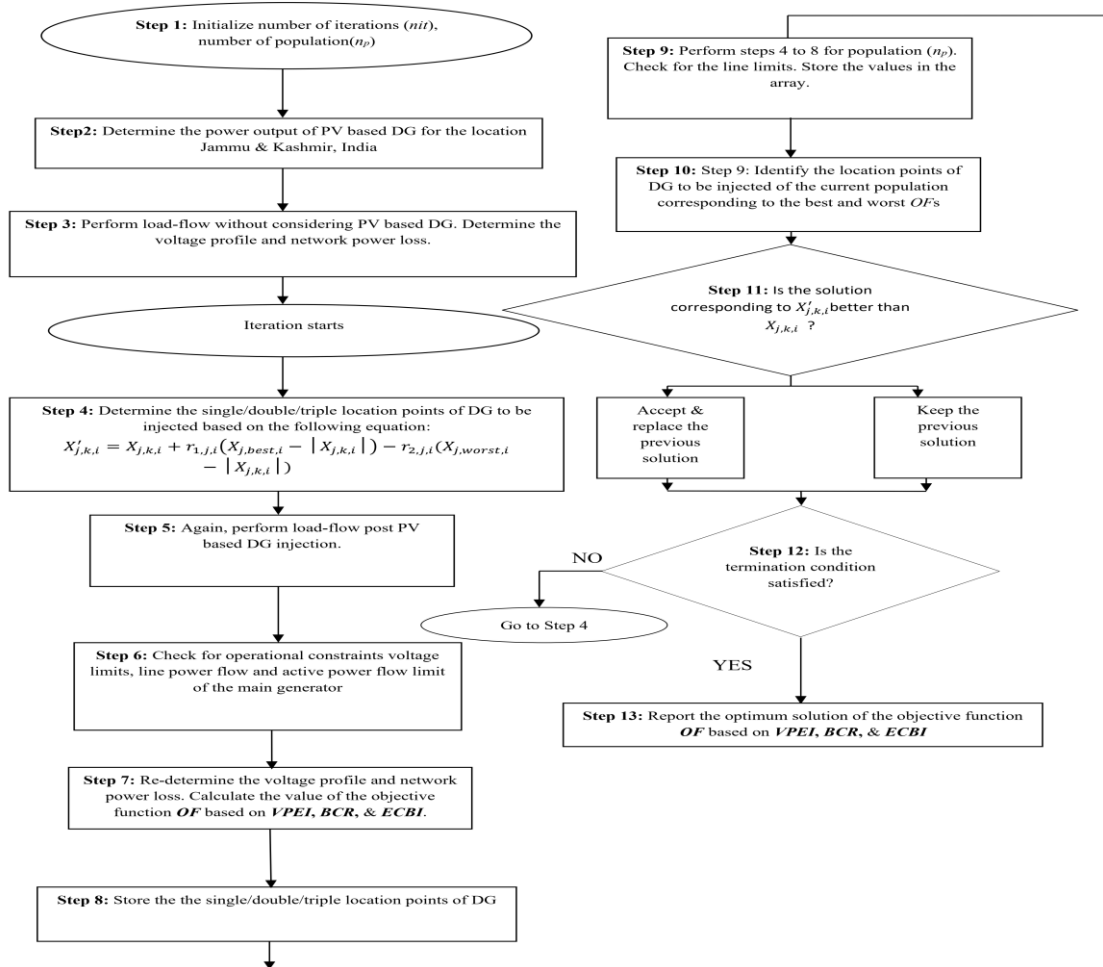 Step 1: Initialize number of iterations (nit),
number of population(nₚ)
Step2: Determine the power output of PV based DG for the location
Jammu & Kashmir, India
Step 3: Perform load-flow without considering PV based DG. Determine the
voltage profile and network power loss.
Iteration starts
Step 4: Determine the single/double/triple location points of DG to be
injected based on the following equation:
X′j,k,i = Xj,k,i + r1,j,i(Xj,best,i − |Xj,k,i|) − r2,j,i(Xj,worst,i
− |Xj,k,i|)
Step 5: Again, perform load-flow post PV
based DG injection.
Step 6: Check for operational constraints voltage
limits, line power flow and active power flow limit
of the main generator
Step 7: Re-determine the voltage profile and network
power loss. Calculate the value of the objective
function OF based on VPEI, BCR, & ECBI.
Step 8: Store the the single/double/triple location points of DG
Step 9: Perform steps 4 to 8 for population (nₚ).
Check for the line limits. Store the values in the
array.
Step 10: Step 9: Identify the location points of
DG to be injected of the current population
corresponding to the best and worst OFs
Step 11: Is the solution
corresponding to X′j,k,i better than
Xj,k,i ?
Accept &
replace the
previous
solution
Keep the
previous
solution
Step 12: Is the
termination condition
satisfied?
NO
Go to Step 4
YES
Step 13: Report the optimum solution of the objective function
OF based on VPEI, BCR, & ECBI